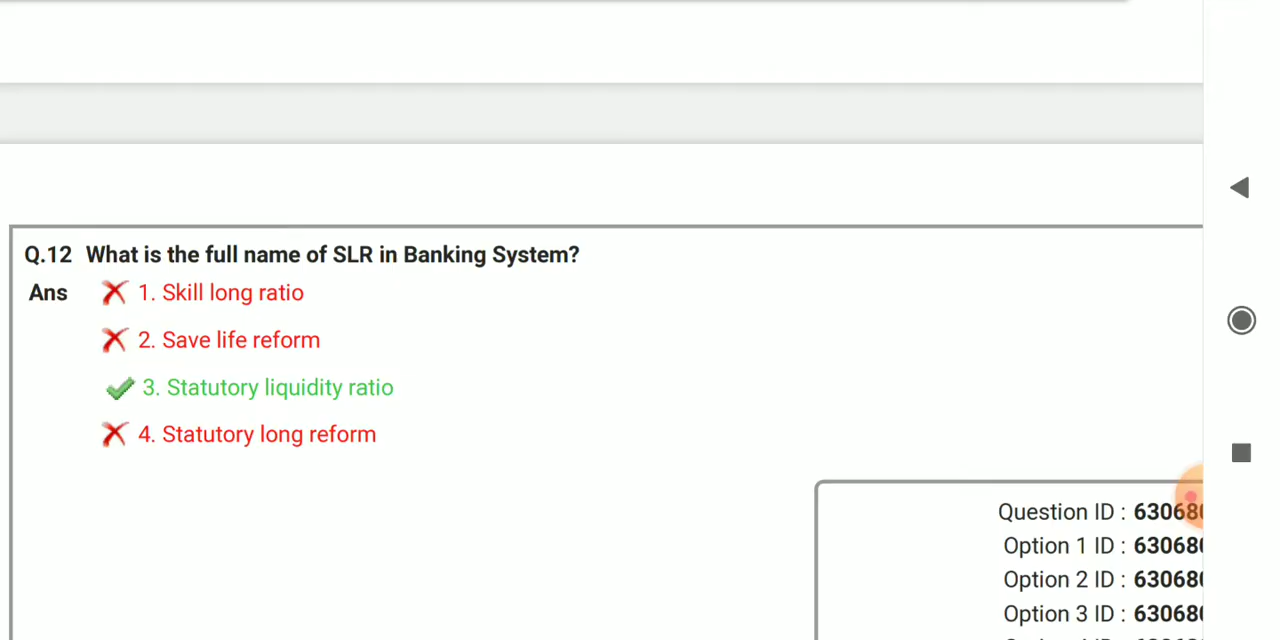 Q.12 What is the full name of SLR in Banking System?
Ans 1. Skill long ratio
2. Save life reform
3. Statutory liquidity ratio
4. Statutory long reform
Question ID :
Option 1 ID :
Option 2 ID :
Option 3 ID :